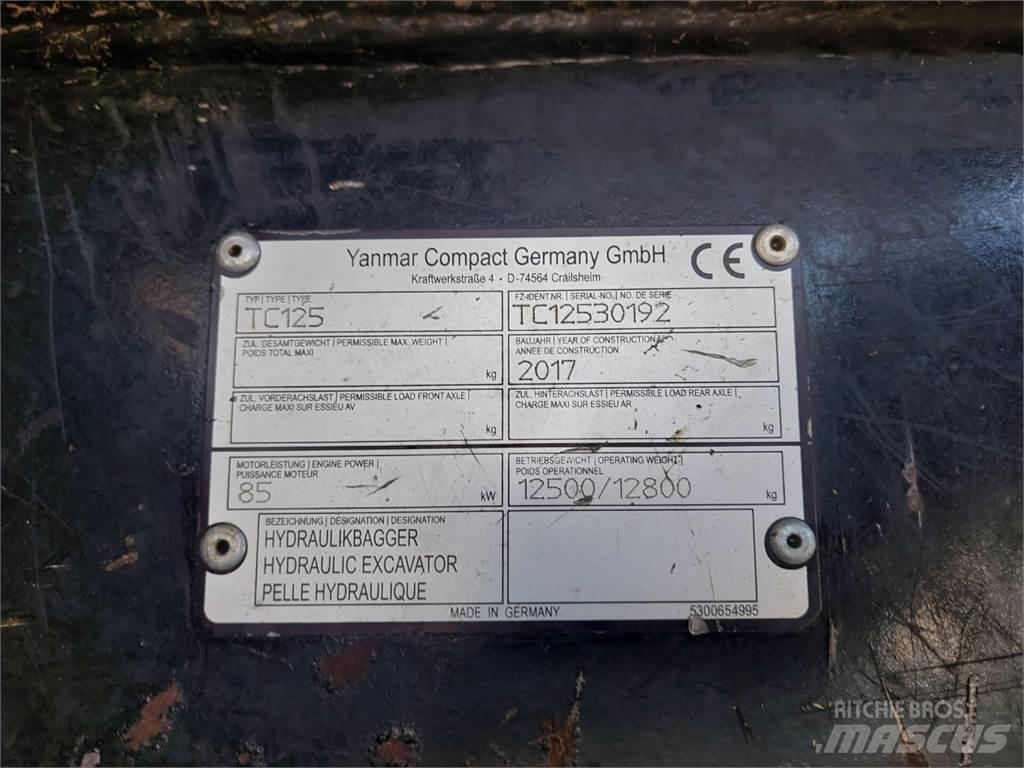 Yanmar Compact Germany GmbH
Kraftwerkstraße 4 • D-74564 Crailsheim
CE
TYP | TYPE | TYPE
TC125
FZ-IDENT.NR. | SERIAL-NO. | NO. DE SERIE
TC12530192
ZUL. GESAMTGEWICHT | PERMISSIBLE MAX. WEIGHT |
POIDS TOTAL MAXI
kg
BAUJAHR | YEAR OF CONSTRUCTION |
ANNEE DE CONSTRUCTION
2017
ZUL. VORDERACHSLAST | PERMISSIBLE LOAD FRONT AXLE |
CHARGE MAXI SUR ESSIEU AV
kg
ZUL. HINTERACHSLAST | PERMISSIBLE LOAD REAR AXLE |
CHARGE MAXI SUR ESSIEU AR
kg
MOTORLEISTUNG | ENGINE POWER |
PUISSANCE MOTEUR
85 kW
BETRIEBSGEWICHT | OPERATING WEIGHT |
POIDS OPERATIONNEL
12500/12800 kg
BEZEICHNUNG | DESIGNATION | DESIGNATION
HYDRAULIKBAGGER
HYDRAULIC EXCAVATOR
PELLE HYDRAULIQUE
MADE IN GERMANY
5300654995
RITCHIE BROS.
MASCUS